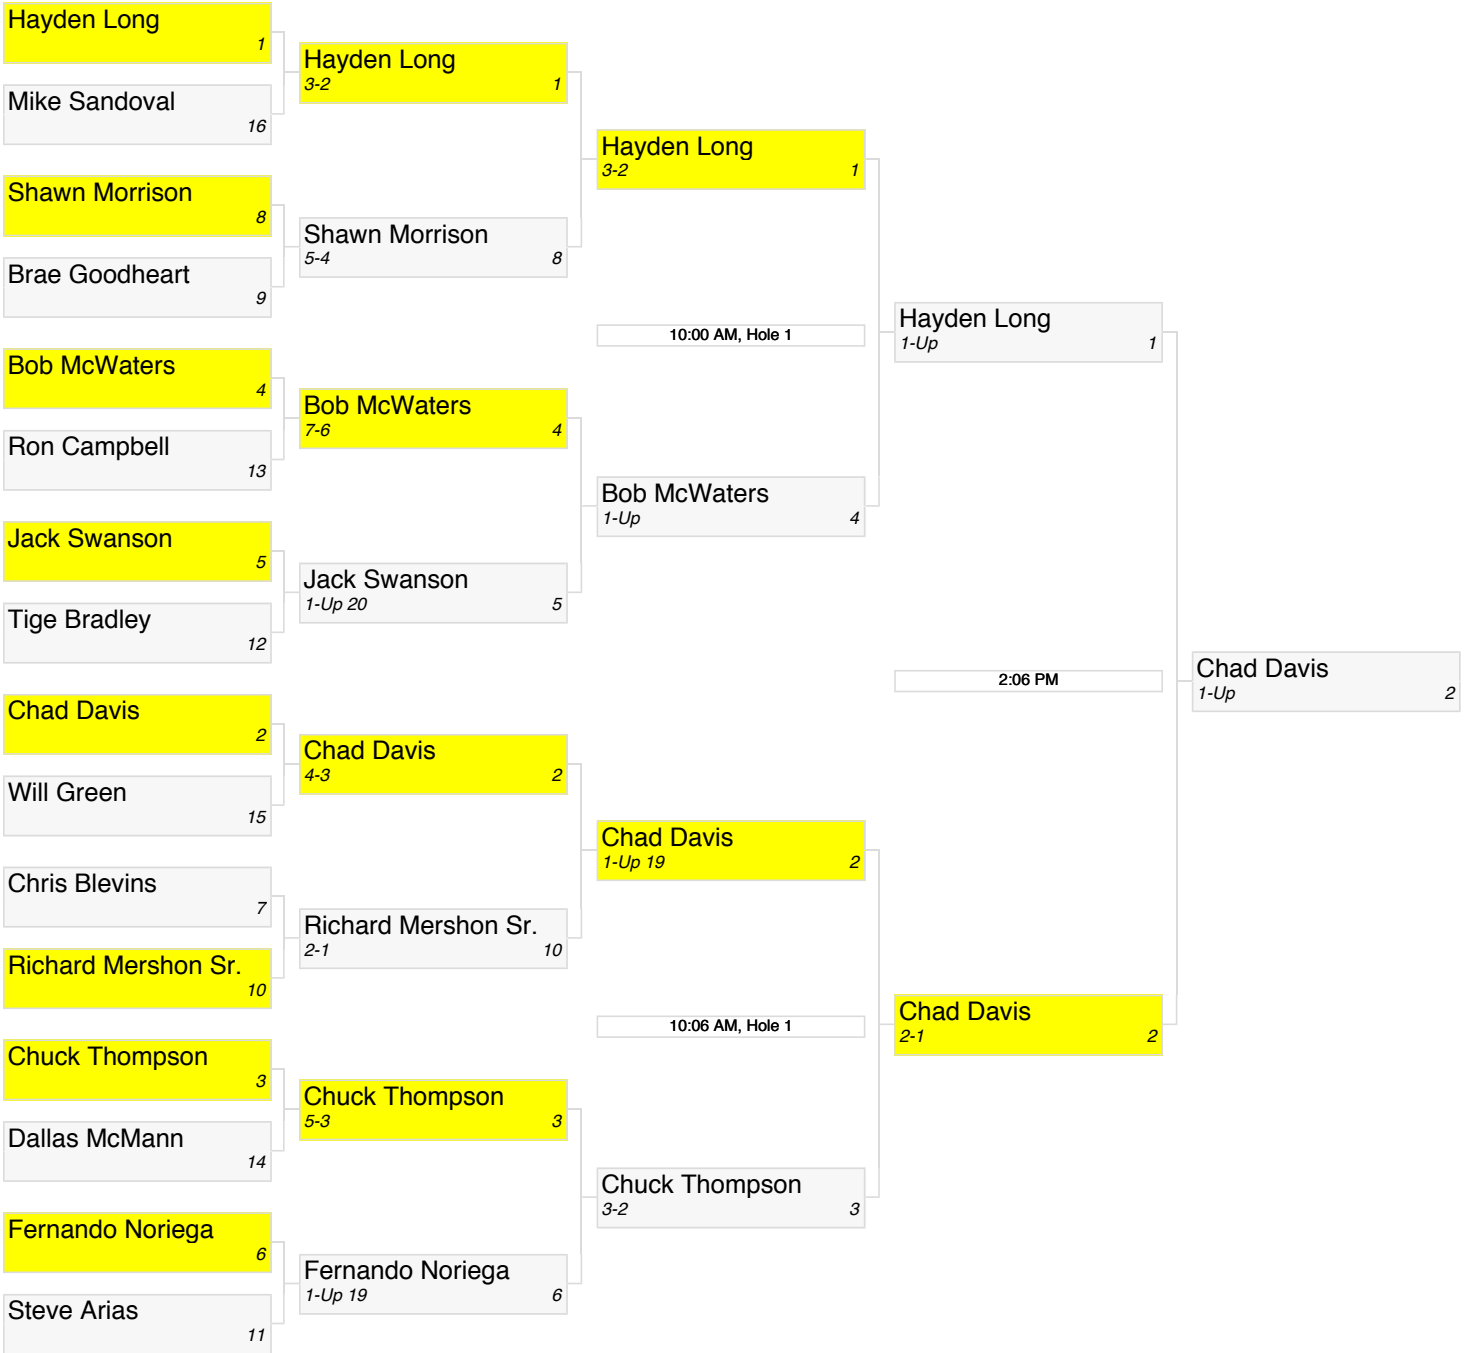 Hayden Long
1
Mike Sandoval
16
Shawn Morrison
8
Brae Goodheart
9
Bob McWaters
4
Ron Campbell
13
Jack Swanson
5
Tige Bradley
12
Chad Davis
2
Will Green
15
Chris Blevins
7
Richard Mershon Sr.
10
Chuck Thompson
3
Dallas McMann
14
Fernando Noriega
6
Steve Arias
11
Hayden Long
3-2 1
Shawn Morrison
5-4 8
Bob McWaters
7-6 4
Jack Swanson
1-Up 20 5
Chad Davis
4-3 2
Richard Mershon Sr.
2-1 10
Chuck Thompson
5-3 3
Fernando Noriega
1-Up 19 6
Hayden Long
3-2 1
10:00 AM, Hole 1
Bob McWaters
1-Up 4
Chad Davis
1-Up 19 2
10:06 AM, Hole 1
Chuck Thompson
3-2 3
Hayden Long
1-Up 1
2:06 PM
Chad Davis
2-1 2
Chad Davis
1-Up 2